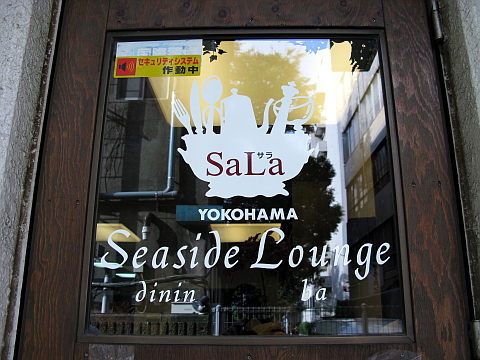 セキュリティシステム
作動中
サラ
SaLa
YOKOHAMA
Seaside Lounge
dinin ba